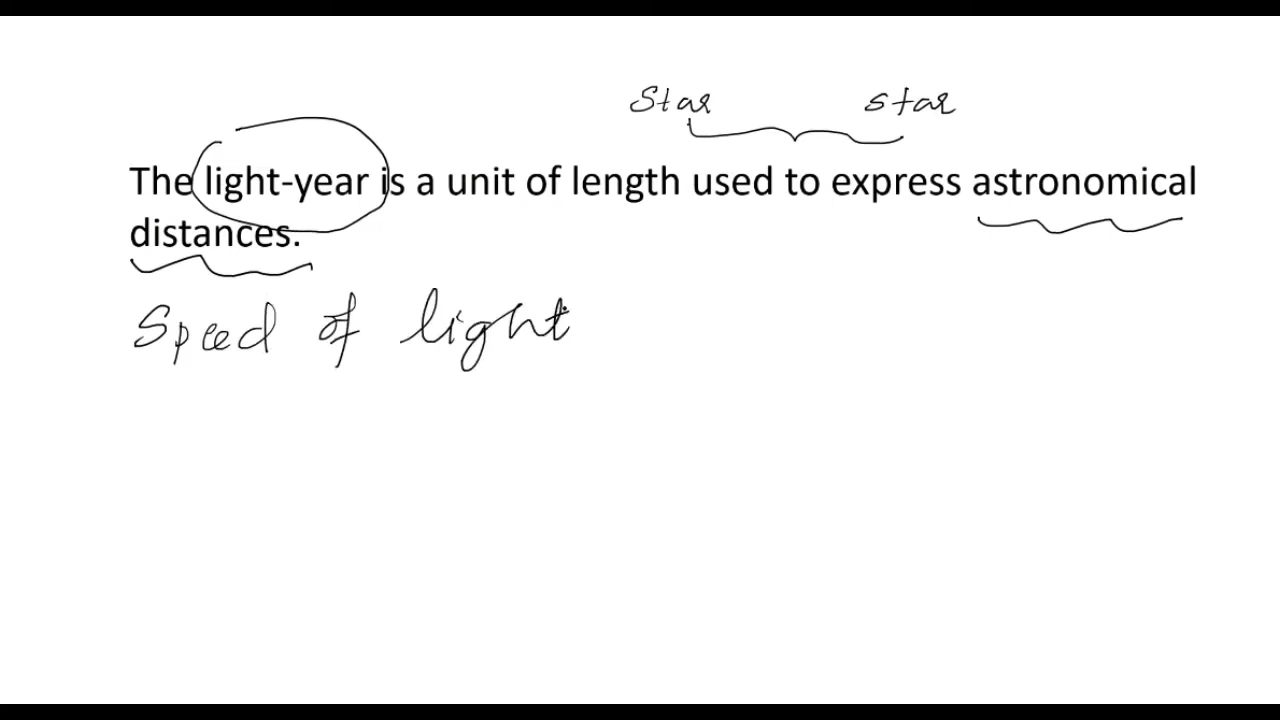 Star star
The light-year is a unit of length used to express astronomical
distances.
Speed of light